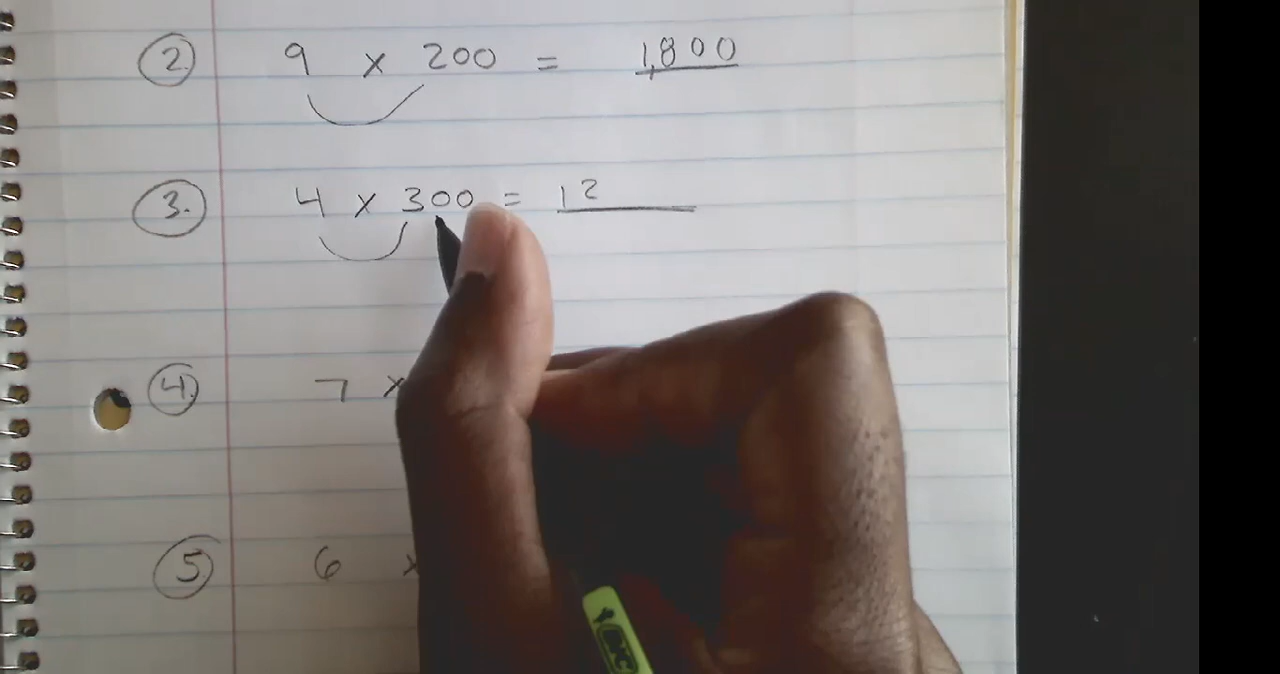 2. 9 x 200 = 1,800
3. 4 x 300 = 12
4. 7 x
5 6 x
BIC